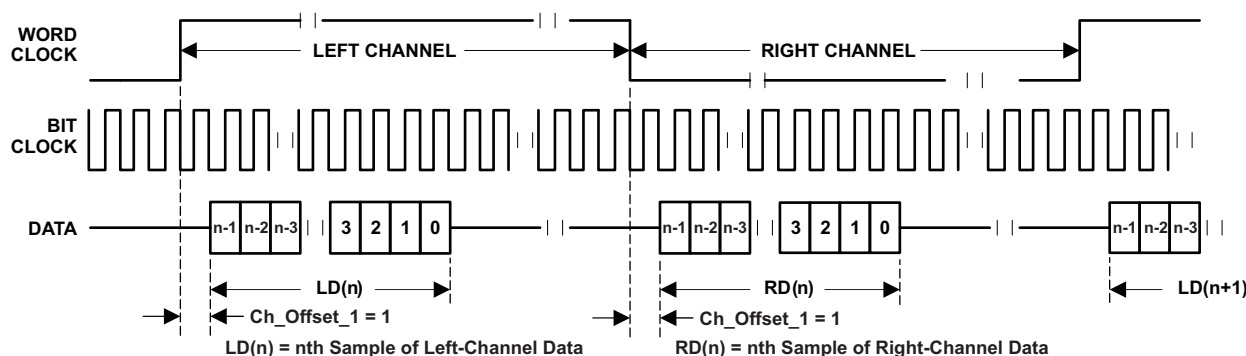 WORD
CLOCK
LEFT CHANNEL
RIGHT CHANNEL
BIT
CLOCK
DATA
n-1 n-2 n-3 3 2 1 0
n-1 n-2 n-3 3 2 1 0
n-1 n-2 n-3
LD(n)
RD(n)
LD(n+1)
Ch_Offset_1 = 1
Ch_Offset_1 = 1
LD(n) = nth Sample of Left-Channel Data
RD(n) = nth Sample of Right-Channel Data